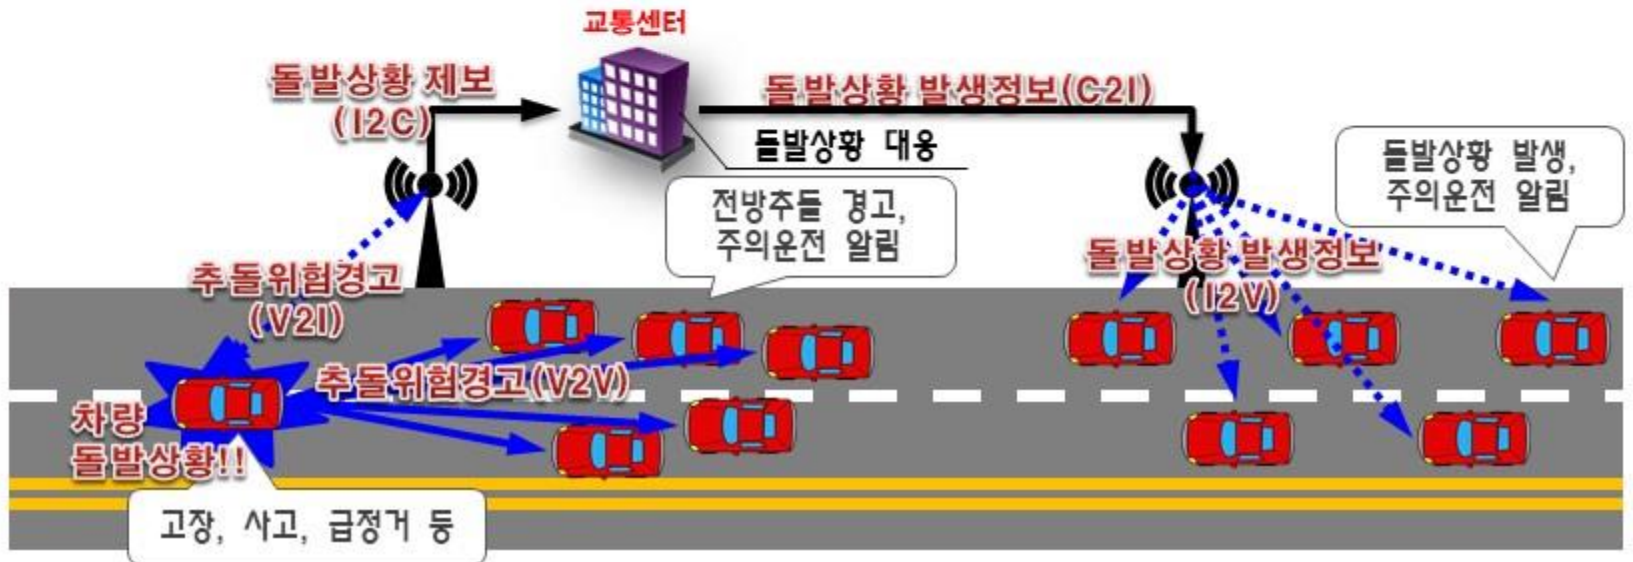 교통센터
돌발상황 제보
(I2C)
돌발상황 발생정보(C2I)
돌발상황 대응
돌발상황 발생,
주의운전 알림
전방추돌 경고,
주의운전 알림
돌발상황 발생정보
(I2V)
추돌위험경고
(V2I)
추돌위험경고(V2V)
차량
돌발상황!!
고장, 사고, 급정거 등